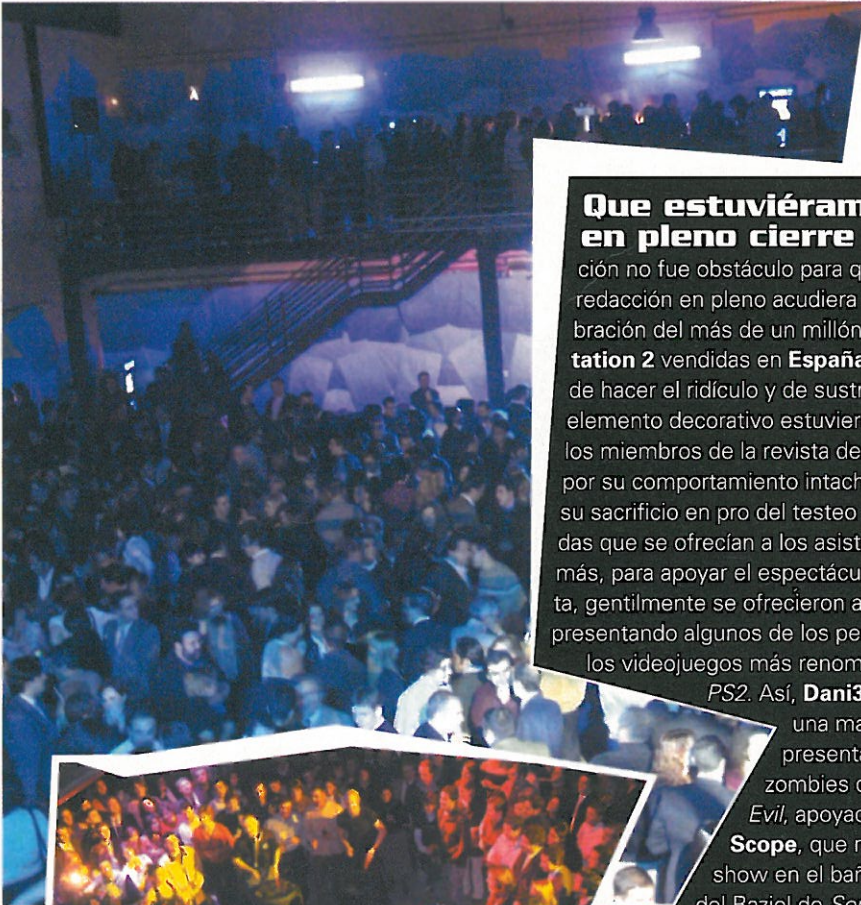 Que estuviéram
en pleno cierre
ción no fue obstáculo para q
redacción en pleno acudiera
bración del más de un millón
tation 2 vendidas en España
de hacer el ridículo y de sustr
elemento decorativo estuvier
los miembros de la revista de
por su comportamiento intach
su sacrificio en pro del testeo
das que se ofrecían a los asist
más, para apoyar el espectácu
ta, gentilmente se ofrecieron a
presentando algunos de los pe
los videojuegos más renom
PS2. Así, Dani3
una ma
presenta
zombies d
Evil, apoyad
Scope, que r
show en el bañ
del Raziel de So